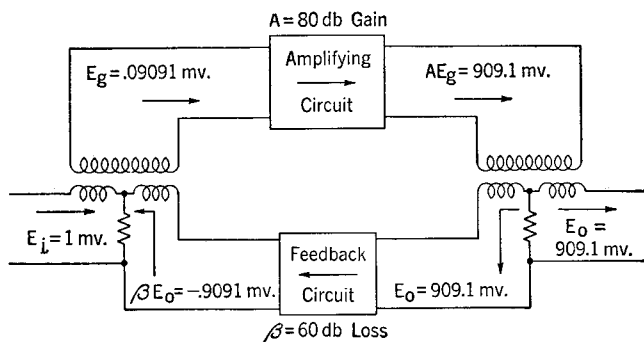 A = 80 db Gain
Eg = .09091 mv.
Amplifying
Circuit
AEg = 909.1 mv.
Ei = 1 mv.
βEo = -.9091 mv.
Feedback
Circuit
Eo = 909.1 mv.
Eo =
909.1 mv.
β = 60 db Loss